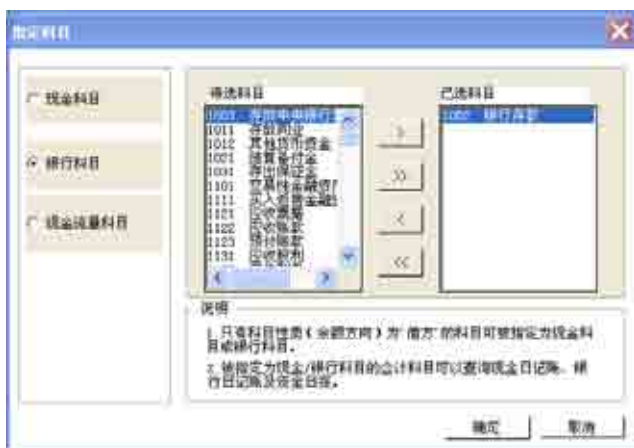 指定科目
现金科目
银行科目
现金流量科目
待选科目
1003 存放中央银行
1011 存放同业
1012 其他货币资金
1021 结算备付金
1031 存出保证金
1101 交易性金融资
1111 买入返售金融
1121 应收票据
1122 应收账款
1123 预付账款
1131 应收股利
>
>>
<
<<
已选科目
1002 银行存款
说明
1.只有科目性质(余额方向)为'借方'的科目可被指定为现金科
目或银行科目。
2.被指定为现金/银行科目的会计科目可以查询现金日记账、银
行日记账及资金日报。
确定
取消